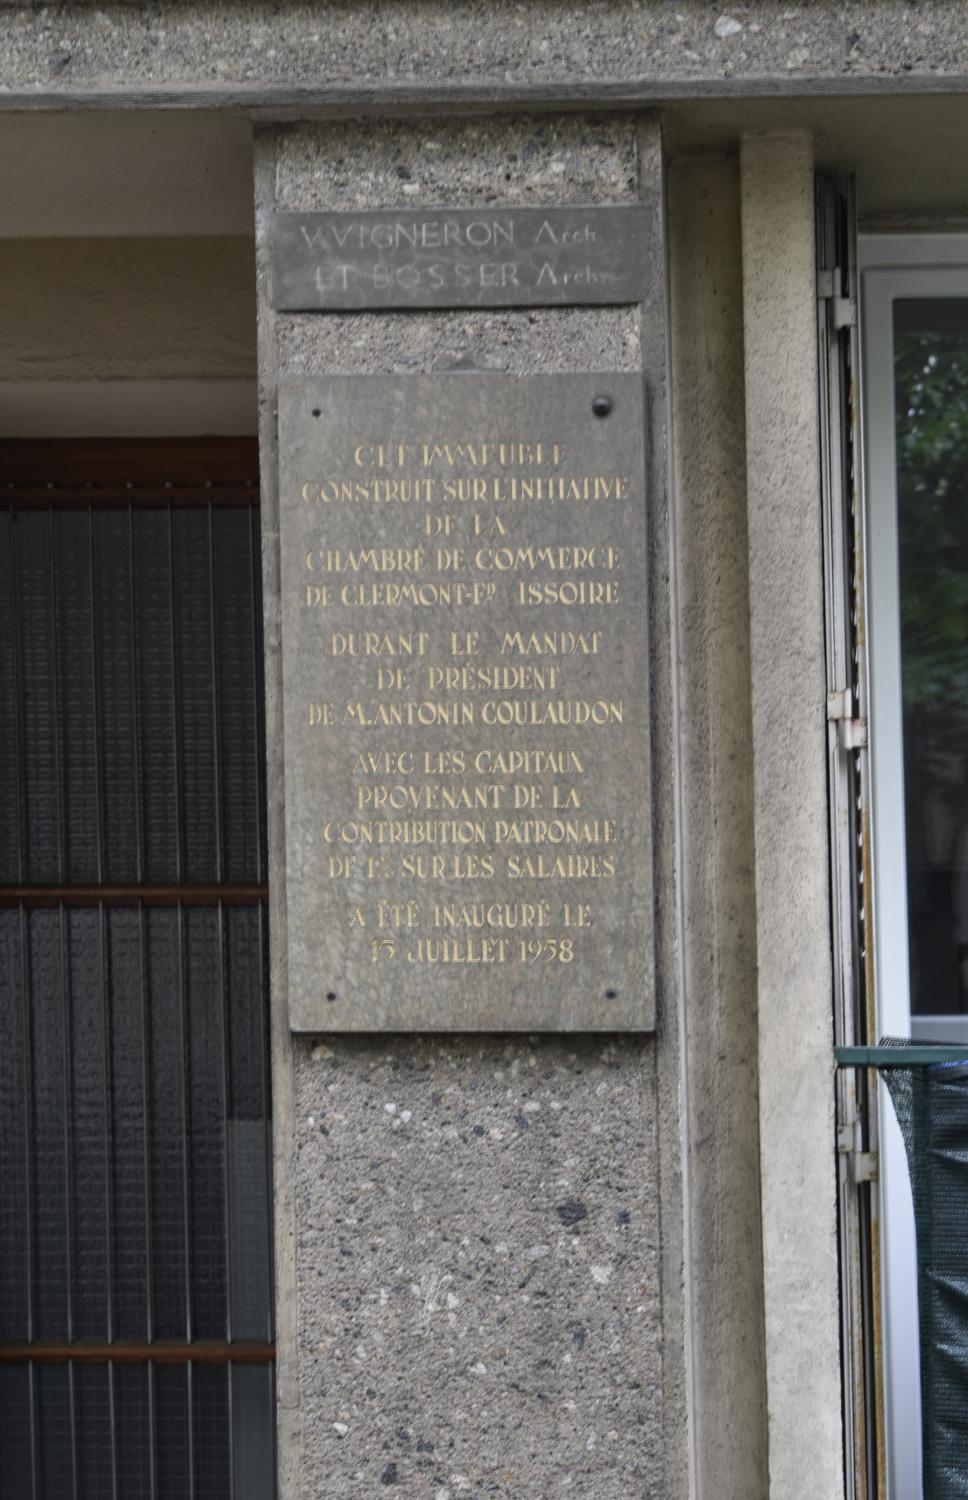 V.VIGNERON Arch.
ET BOSSER Arch.
CET IMMEUBLE
CONSTRUIT SUR L'INITIATIVE
DE LA
CHAMBRE DE COMMERCE
DE CLERMONT-FD ISSOIRE
DURANT LE MANDAT
DE PRÉSIDENT
DE M.ANTONIN COULAUDON
AVEC LES CAPITAUX
PROVENANT DE LA
CONTRIBUTION PATRONALE
DE 1% SUR LES SALAIRES
A ÉTÉ INAUGURÉ LE
JUILLET 1958